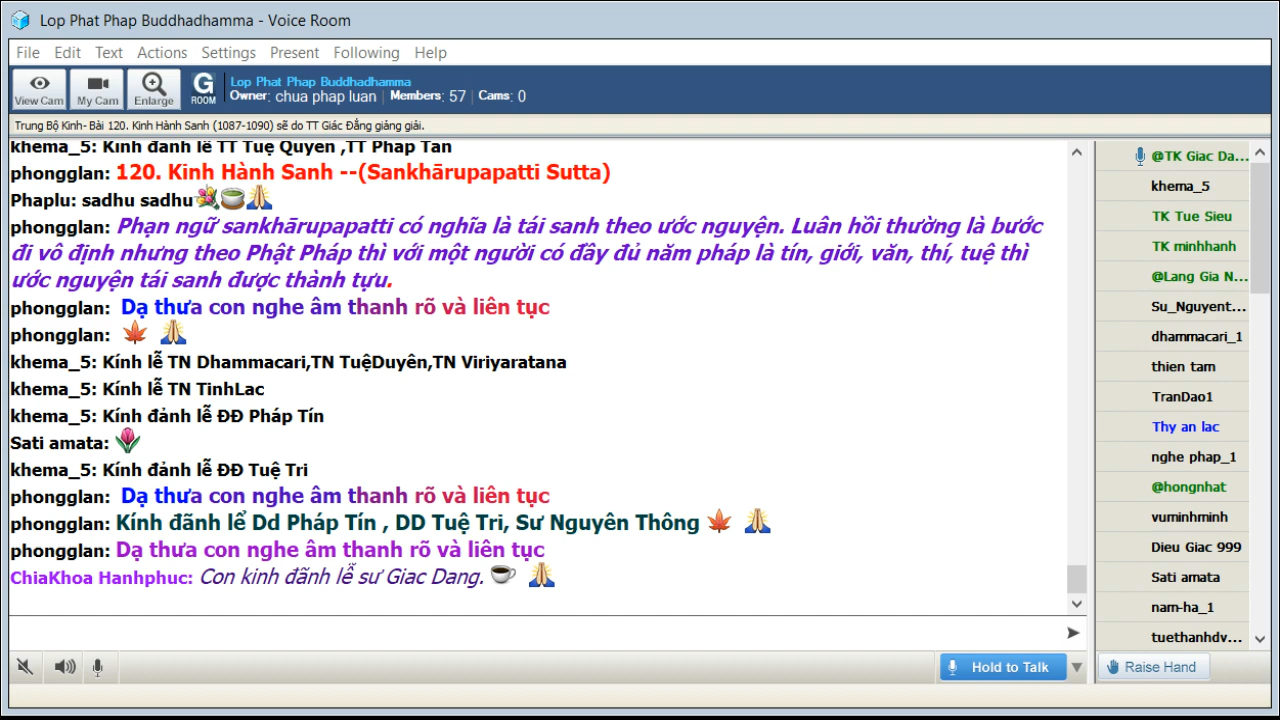 Lop Phat Phap Buddhadhamma - Voice Room
File Edit Text Actions Settings Present Following Help
View Cam My Cam Enlarge G ROOM Lop Phat Phap Buddhadhamma
Owner: chua phap luan | Members: 57 | Cams: 0
Trung Bộ Kinh- Bài 120. Kinh Hành Sanh (1087-1090) sẽ do TT Giác Đẳng giảng giải.
khema_5: Kính đảnh lễ TT Tuệ Quyền ,TT Pháp Tân
phongglan: 120. Kinh Hành Sanh --(Sankhārupapatti Sutta)
Phaplu: sadhu sadhu
phongglan: Phạn ngữ sankhārupapatti có nghĩa là tái sanh theo ước nguyện. Luân hồi thường là bước
đi vô định nhưng theo Phật Pháp thì với một người có đầy đủ năm pháp là tín, giới, văn, thí, tuệ thì
ước nguyện tái sanh được thành tựu.
phongglan: Dạ thưa con nghe âm thanh rõ và liên tục
phongglan:
khema_5: Kính lễ TN Dhammacari,TN TuệDuyên,TN Viriyaratana
khema_5: Kính lễ TN TinhLac
khema_5: Kính đảnh lễ ĐĐ Pháp Tín
Sati amata:
khema_5: Kính đảnh lễ ĐĐ Tuệ Tri
phongglan: Dạ thưa con nghe âm thanh rõ và liên tục
phongglan: Kính đãnh lể Dd Pháp Tín , DD Tuệ Tri, Sư Nguyên Thông
phongglan: Dạ thưa con nghe âm thanh rõ và liên tục
ChiaKhoa Hanhphuc: Con kinh đãnh lễ sư Giac Dang.
Hold to Talk
@TK Giac Da...
khema_5
TK Tue Sieu
TK minhhanh
@Lang Gia N...
Su_Nguyent...
dhammacari_1
thien tam
TranDao1
Thy an lac
nghe phap_1
@hongnhat
vuminhminh
Dieu Giac 999
Sati amata
nam-ha_1
tuethanhdv...
Raise Hand